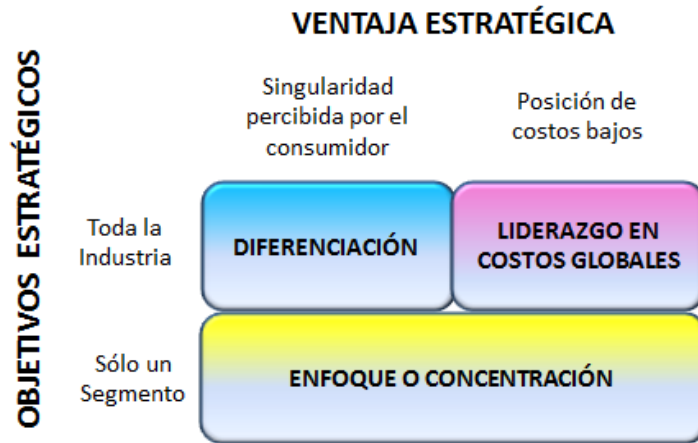 VENTAJA ESTRATÉGICA
OBJETIVOS ESTRATÉGICOS
Singularidad
percibida por el
consumidor
Posición de
costos bajos
Toda la
Industria
DIFERENCIACIÓN
LIDERAZGO EN
COSTOS GLOBALES
Sólo un
Segmento
ENFOQUE O CONCENTRACIÓN